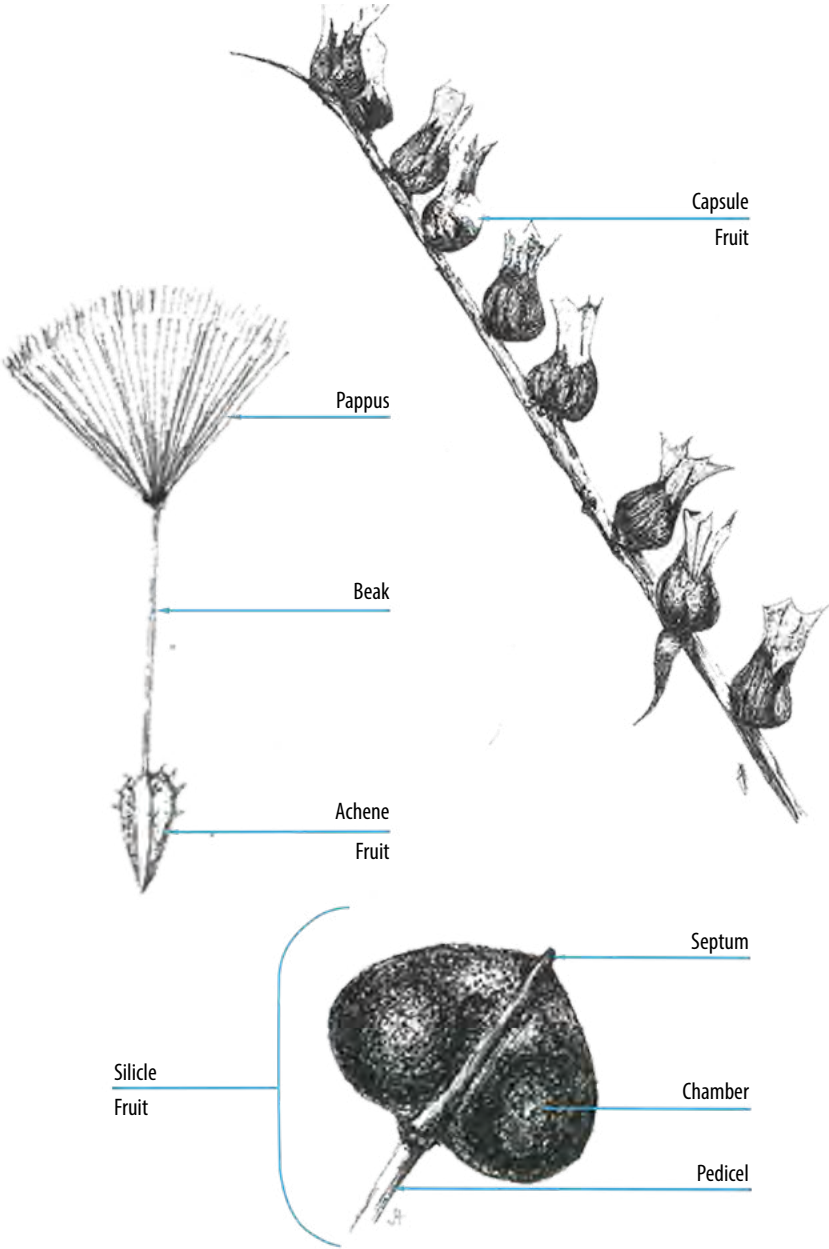 Capsule
Fruit
Pappus
Beak
Achene
Fruit
Septum
Silicle
Fruit
Chamber
Pedicel